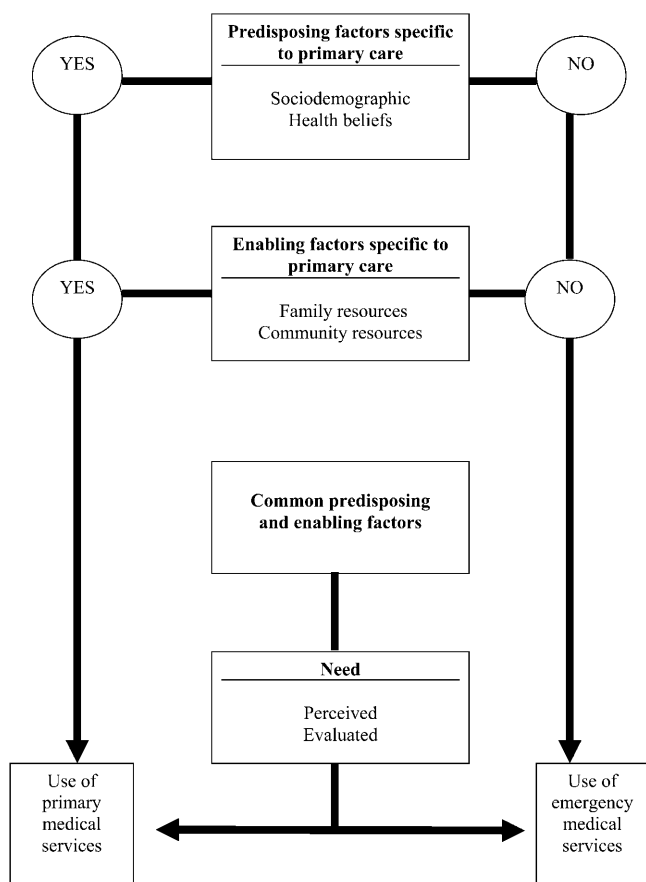 Predisposing factors specific
to primary care
YES
NO
Sociodemographic
Health beliefs
Enabling factors specific to
primary care
YES
NO
Family resources
Community resources
Common predisposing
and enabling factors
Need
Perceived
Evaluated
Use of
primary
medical
services
Use of
emergency
medical
services